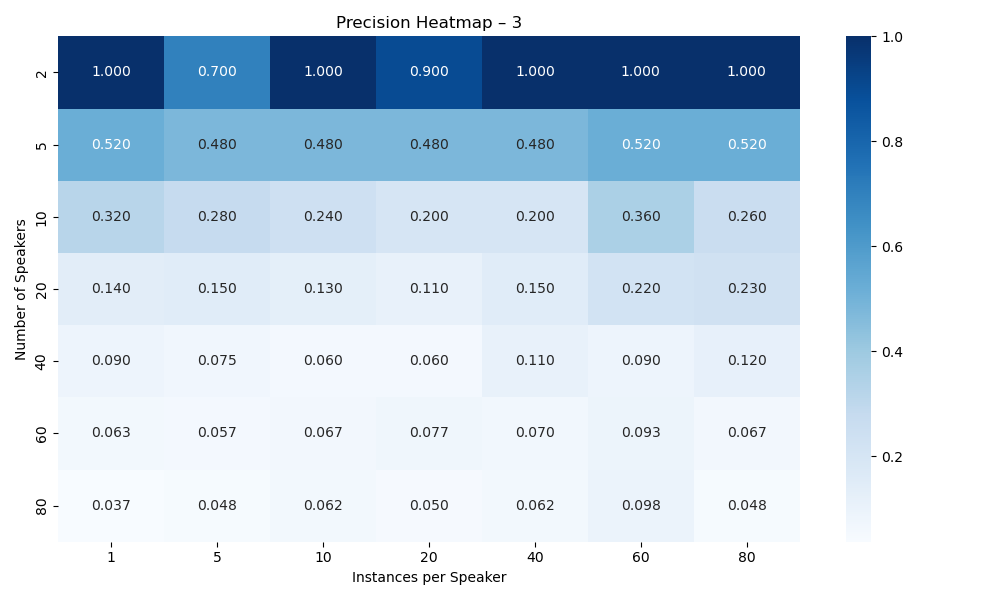 Precision Heatmap – 3
Number of Speakers
2 1.000 0.700 1.000 0.900 1.000 1.000 1.000
5 0.520 0.480 0.480 0.480 0.480 0.520 0.520
10 0.320 0.280 0.240 0.200 0.200 0.360 0.260
20 0.140 0.150 0.130 0.110 0.150 0.220 0.230
40 0.090 0.075 0.060 0.060 0.110 0.090 0.120
60 0.063 0.057 0.067 0.077 0.070 0.093 0.067
80 0.037 0.048 0.062 0.050 0.062 0.098 0.048
1 5 10 20 40 60 80
Instances per Speaker
1.0
0.8
0.6
0.4
0.2